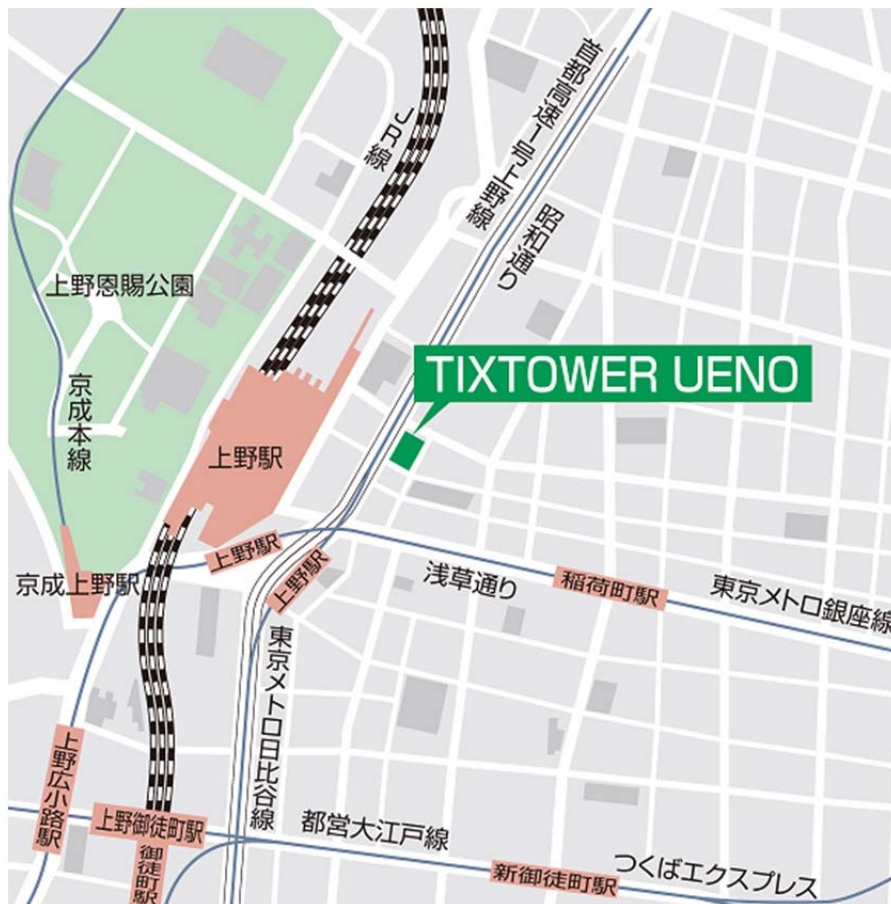 首都高速1号上野線
JR線
昭和通り
上野恩賜公園
TIXTOWER UENO
京成本線
上野駅
上野駅
上野駅
京成上野駅
浅草通り
稲荷町駅
東京メトロ銀座線
東京メトロ日比谷線
上野広小路駅
上野御徒町駅
御徒町駅
都営大江戸線
新御徒町駅
つくばエクスプレス